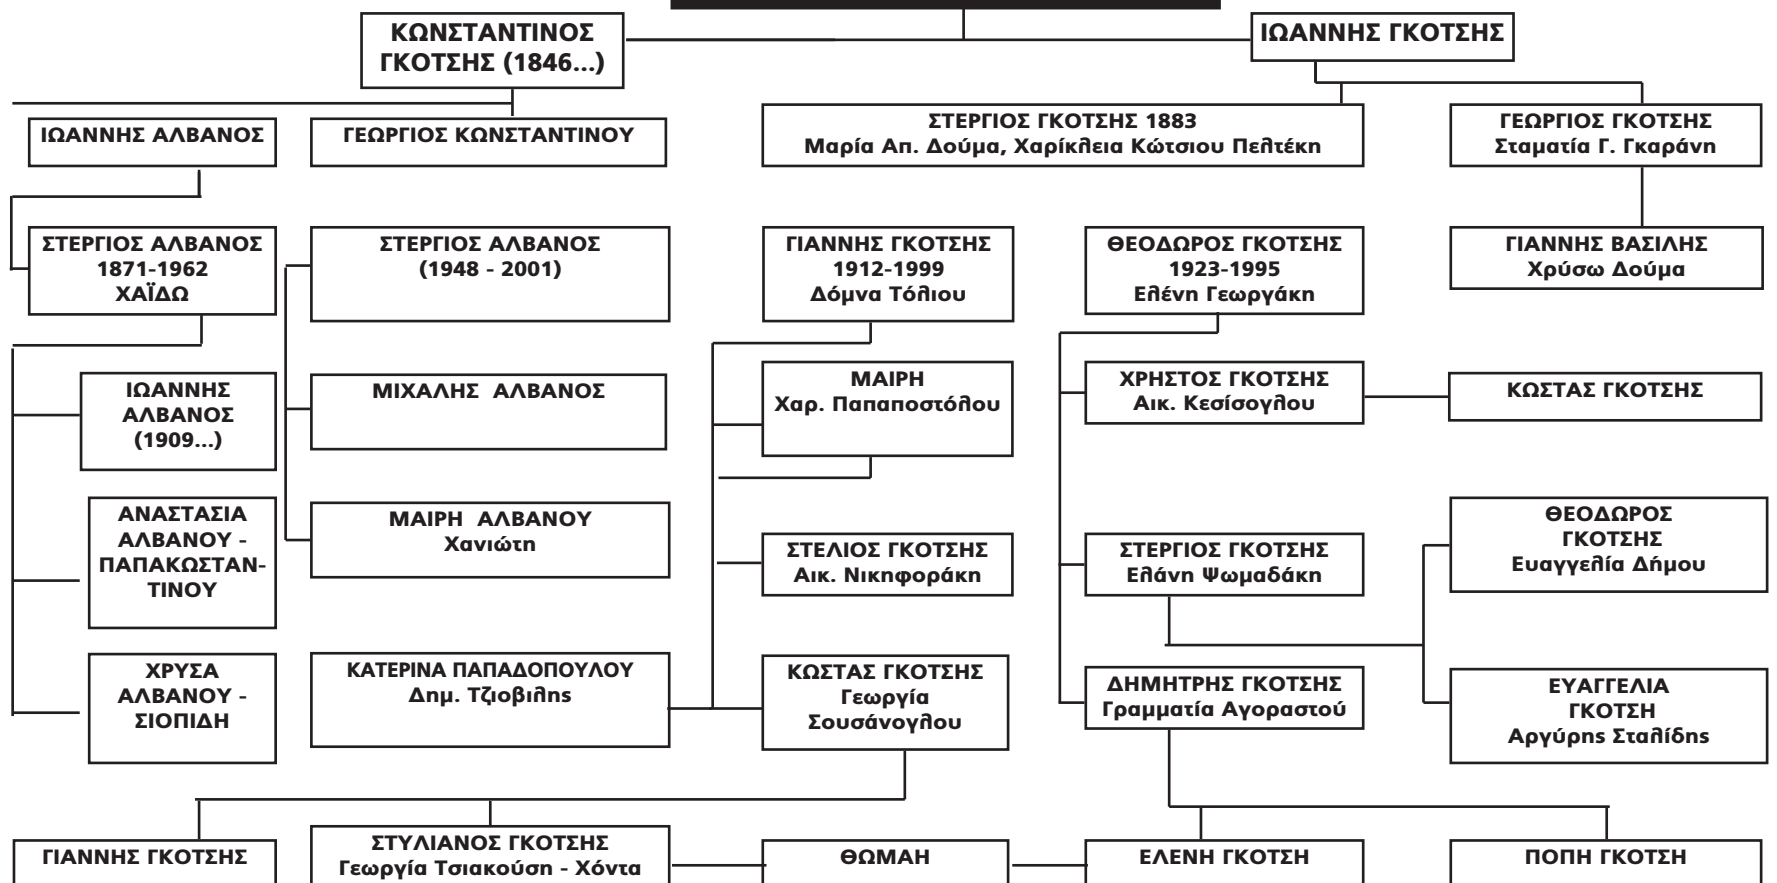 ΚΩΝΣΤΑΝΤΙΝΟΣ
ΓΚΟΤΣΗΣ (1846...)
ΙΩΑΝΝΗΣ ΓΚΟΤΣΗΣ
ΙΩΑΝΝΗΣ ΑΛΒΑΝΟΣ
ΓΕΩΡΓΙΟΣ ΚΩΝΣΤΑΝΤΙΝΟΥ
ΣΤΕΡΓΙΟΣ ΓΚΟΤΣΗΣ 1883
Μαρία Απ. Δούμα, Χαρίκλεια Κώτσιου Πελτέκη
ΓΕΩΡΓΙΟΣ ΓΚΟΤΣΗΣ
Σταματία Γ. Γκαράνη
ΣΤΕΡΓΙΟΣ ΑΛΒΑΝΟΣ
1871-1962
ΧΑΪΔΩ
ΣΤΕΡΓΙΟΣ ΑΛΒΑΝΟΣ
(1948 - 2001)
ΓΙΑΝΝΗΣ ΓΚΟΤΣΗΣ
1912-1999
Δόμνα Τόλιου
ΘΕΟΔΩΡΟΣ ΓΚΟΤΣΗΣ
1923-1995
Ελένη Γεωργάκη
ΓΙΑΝΝΗΣ ΒΑΣΙΛΗΣ
Χρύσω Δούμα
ΙΩΑΝΝΗΣ
ΑΛΒΑΝΟΣ
(1909...)
ΜΙΧΑΛΗΣ ΑΛΒΑΝΟΣ
ΜΑΙΡΗ
Χαρ. Παπαποστόλου
ΧΡΗΣΤΟΣ ΓΚΟΤΣΗΣ
Αικ. Κεσίσογλου
ΚΩΣΤΑΣ ΓΚΟΤΣΗΣ
ΑΝΑΣΤΑΣΙΑ
ΑΛΒΑΝΟΥ -
ΠΑΠΑΚΩΣΤΑΝ-
ΤΙΝΟΥ
ΜΑΙΡΗ ΑΛΒΑΝΟΥ
Χανιώτη
ΣΤΕΛΙΟΣ ΓΚΟΤΣΗΣ
Αικ. Νικηφοράκη
ΣΤΕΡΓΙΟΣ ΓΚΟΤΣΗΣ
Ελάνη Ψωμαδάκη
ΘΕΟΔΩΡΟΣ
ΓΚΟΤΣΗΣ
Ευαγγελία Δήμου
ΧΡΥΣΑ
ΑΛΒΑΝΟΥ -
ΣΙΟΠΙΔΗ
ΚΑΤΕΡΙΝΑ ΠΑΠΑΔΟΠΟΥΛΟΥ
Δημ. Τζιοβιλης
ΚΩΣΤΑΣ ΓΚΟΤΣΗΣ
Γεωργία
Σουσάνογλου
ΔΗΜΗΤΡΗΣ ΓΚΟΤΣΗΣ
Γραμματία Αγοραστού
ΕΥΑΓΓΕΛΙΑ
ΓΚΟΤΣΗ
Αργύρης Σταλίδης
ΓΙΑΝΝΗΣ ΓΚΟΤΣΗΣ
ΣΤΥΛΙΑΝΟΣ ΓΚΟΤΣΗΣ
Γεωργία Τσιακούση - Χόντα
ΘΩΜΑΗ
ΕΛΕΝΗ ΓΚΟΤΣΗ
ΠΟΠΗ ΓΚΟΤΣΗ